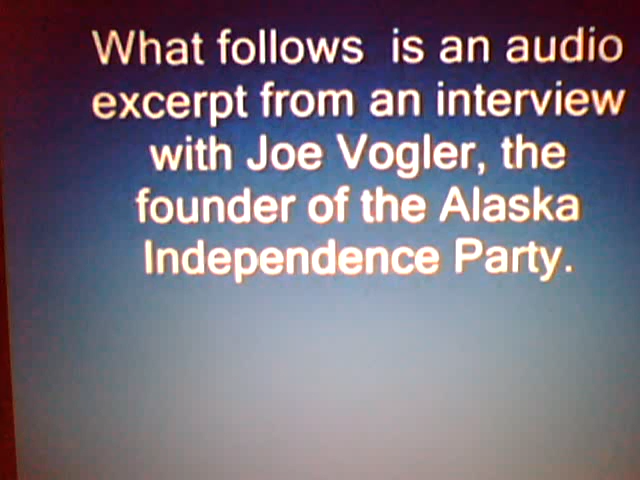 What follows is an audio
excerpt from an interview
with Joe Vogler, the
founder of the Alaska
Independence Party.